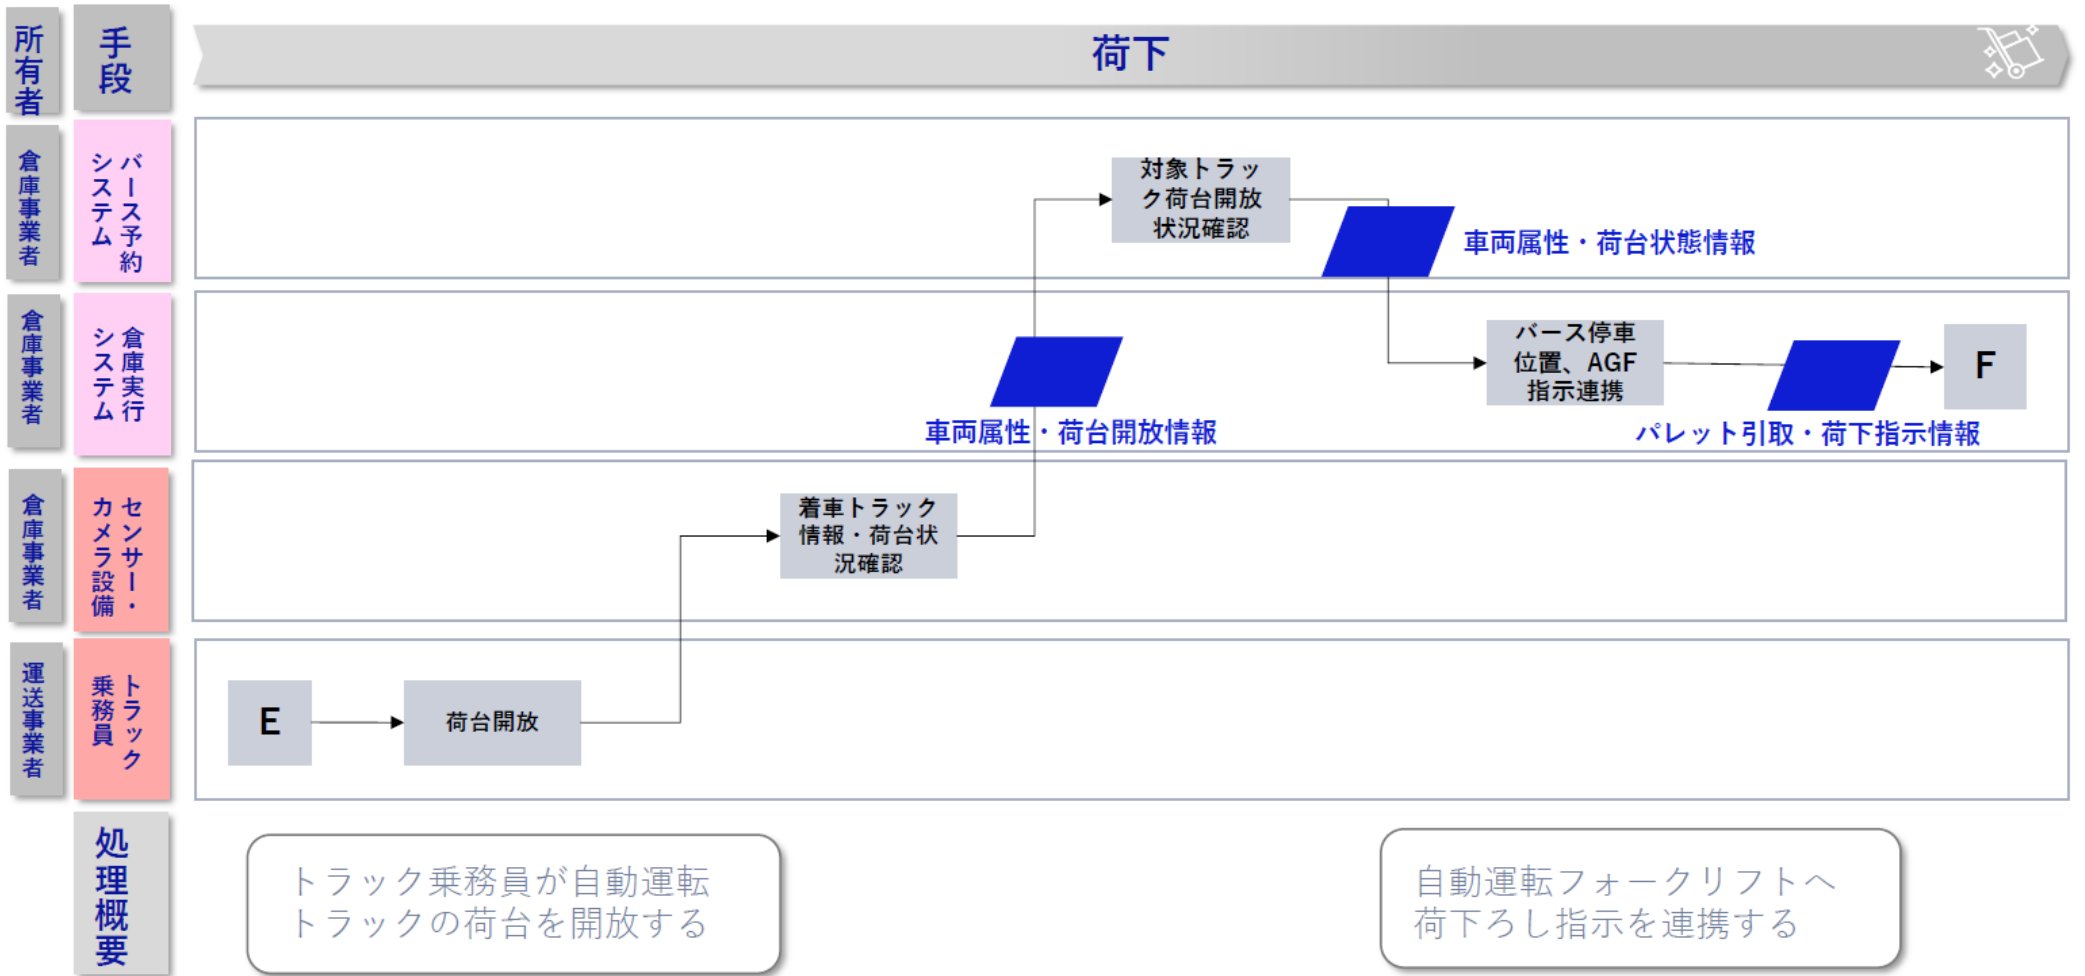 所有者
手段
荷下
倉庫事業者
バース予約
システム
対象トラッ
ク荷台開放
状況確認
車両属性・荷台状態情報
倉庫事業者
倉庫実行
システム
バース停車
位置、AGF
指示連携
F
車両属性・荷台開放情報
パレット引取・荷下指示情報
倉庫事業者
センサー・
カメラ設備
着車トラック
情報・荷台状
況確認
運送事業者
トラック
乗務員
E
荷台開放
処理概要
トラック乗務員が自動運転
トラックの荷台を開放する
自動運転フォークリフトへ
荷下ろし指示を連携する